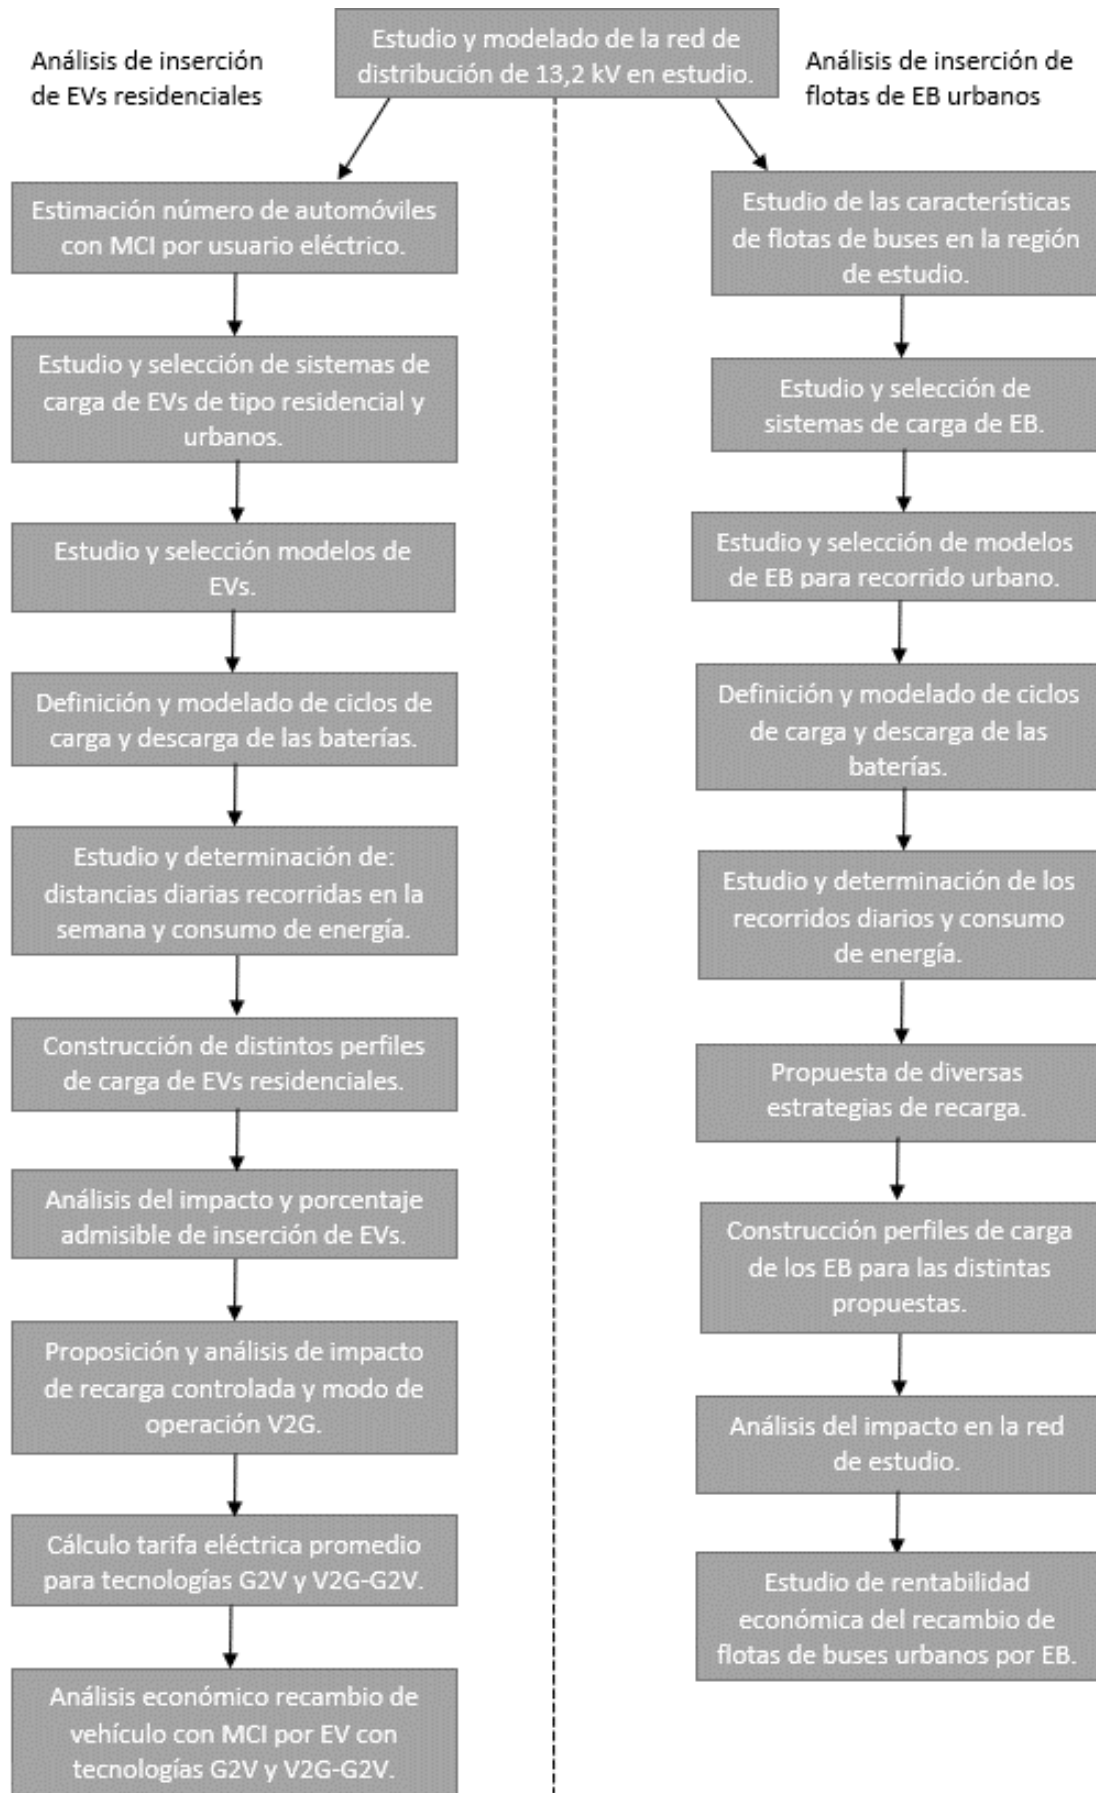 Estudio y modelado de la red de
distribución de 13,2 kV en estudio.
Análisis de inserción
de EVs residenciales
Estimación número de automóviles
con MCI por usuario eléctrico.
Estudio y selección de sistemas de
carga de EVs de tipo residencial y
urbanos.
Estudio y selección modelos de
EVs.
Definición y modelado de ciclos de
carga y descarga de las baterías.
Estudio y determinación de:
distancias diarias recorridas en la
semana y consumo de energía.
Construcción de distintos perfiles
de carga de EVs residenciales.
Análisis del impacto y porcentaje
admisible de inserción de EVs.
Proposición y análisis de impacto
de recarga controlada y modo de
operación V2G.
Cálculo tarifa eléctrica promedio
para tecnologías G2V y V2G-G2V.
Análisis económico recambio de
vehículo con MCI por EV con
tecnologías G2V y V2G-G2V.
Análisis de inserción de
flotas de EB urbanos
Estudio de las características
de flotas de buses en la región
de estudio.
Estudio y selección de
sistemas de carga de EB.
Estudio y selección de modelos
de EB para recorrido urbano.
Definición y modelado de ciclos
de carga y descarga de las
baterías.
Estudio y determinación de los
recorridos diarios y consumo
de energía.
Propuesta de diversas
estrategias de recarga.
Construcción perfiles de carga
de los EB para las distintas
propuestas.
Análisis del impacto en la red
de estudio.
Estudio de rentabilidad
económica del recambio de
flotas de buses urbanos por EB.